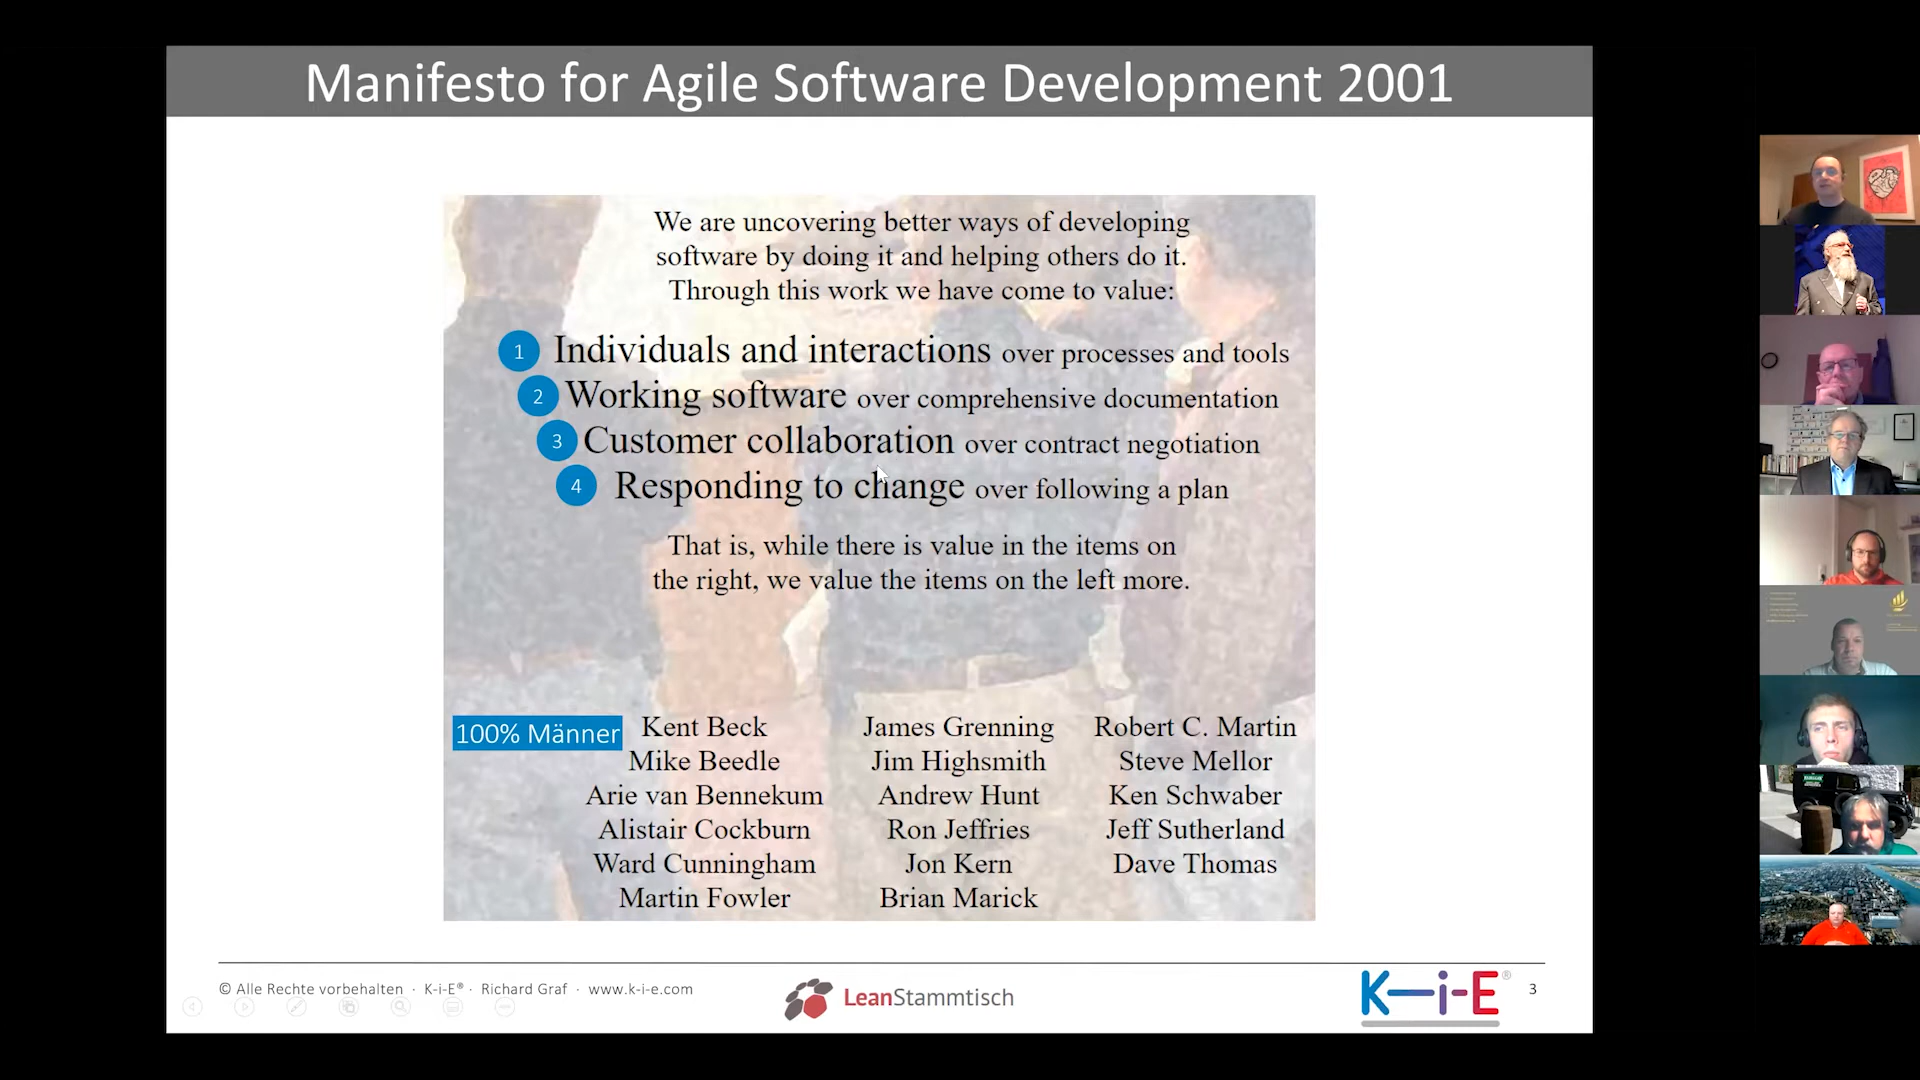 Manifesto for Agile Software Development 2001
We are uncovering better ways of developing
software by doing it and helping others do it.
Through this work we have come to value:
1 Individuals and interactions over processes and tools
2 Working software over comprehensive documentation
3 Customer collaboration over contract negotiation
4 Responding to change over following a plan
That is, while there is value in the items on
the right, we value the items on the left more.
100% Männer
Kent Beck
Mike Beedle
Arie van Bennekum
Alistair Cockburn
Ward Cunningham
Martin Fowler
James Grenning
Jim Highsmith
Andrew Hunt
Ron Jeffries
Jon Kern
Brian Marick
Robert C. Martin
Steve Mellor
Ken Schwaber
Jeff Sutherland
Dave Thomas
© Alle Rechte vorbehalten · K-i-E® · Richard Graf · www.k-i-e.com
LeanStammtisch
K-i-E®
3